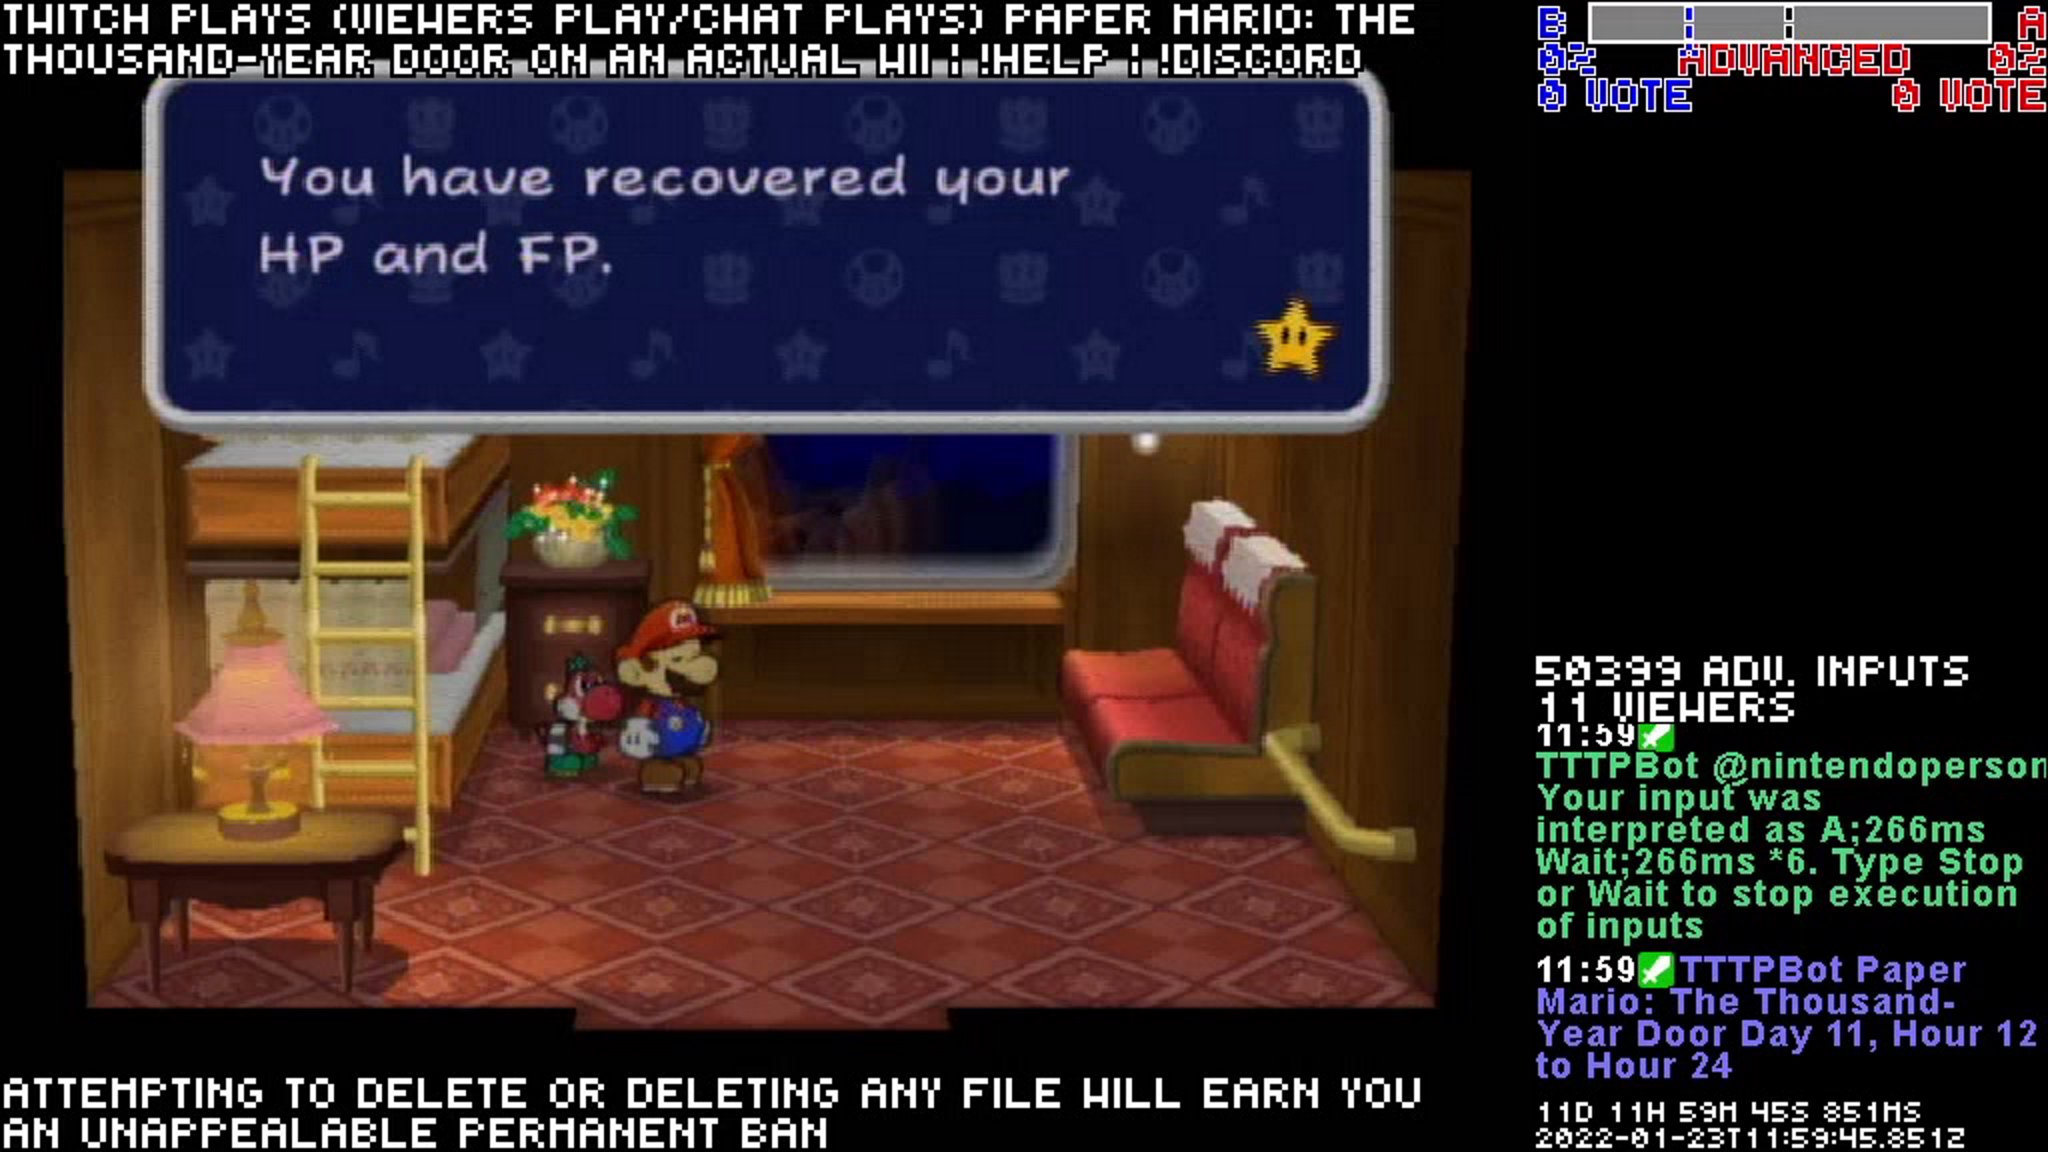 TWITCH PLAYS (VIEWERS PLAY/CHAT PLAYS) PAPER MARIO: THE
THOUSAND-YEAR DOOR ON AN ACTUAL WII | !HELP | !DISCORD
B A
0% ADVANCED 0%
0 VOTE 0 VOTE
You have recovered your
HP and FP.
50399 ADV. INPUTS
11 VIEWERS
11:59
TTTPBot @nintendoperson
Your input was
interpreted as A;266ms
Wait;266ms *6. Type Stop
or Wait to stop execution
of inputs
11:59 TTTPBot Paper
Mario: The Thousand-
Year Door Day 11, Hour 12
to Hour 24
11D 11H 59M 45S 851MS
2022-01-23T11:59:45.851Z
ATTEMPTING TO DELETE OR DELETING ANY FILE WILL EARN YOU
AN UNAPPEALABLE PERMANENT BAN